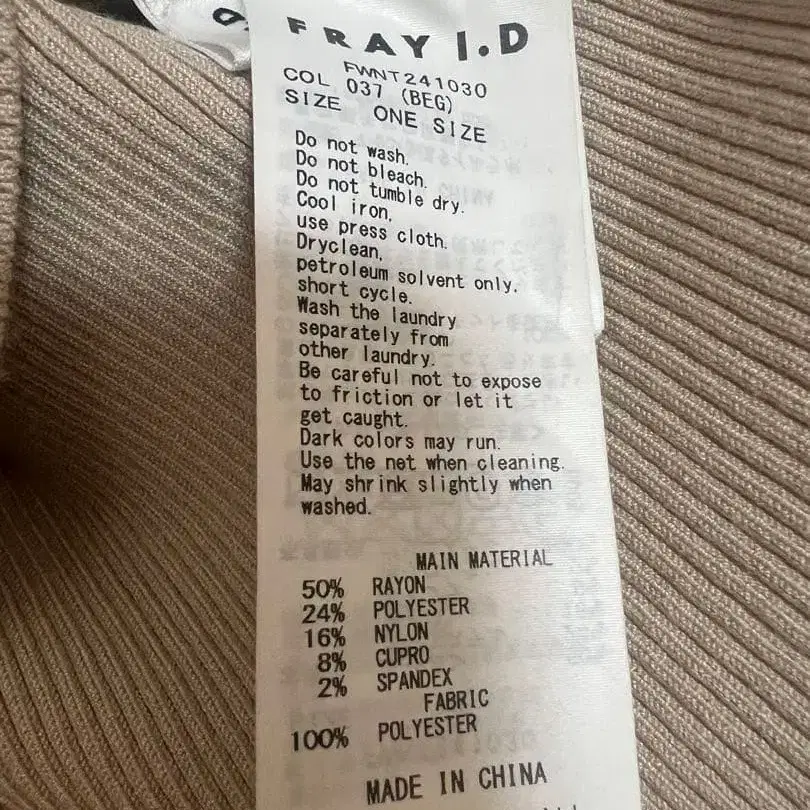 FRAY I.D
FWNT241030
COL 037 (BEG)
SIZE ONE SIZE
Do not wash.
Do not bleach.
Do not tumble dry.
Cool iron,
use press cloth.
Dryclean,
petroleum solvent only.
short cycle.
Wash the laundry
separately from
other laundry.
Be careful not to expose
to friction or let it
get caught.
Dark colors may run.
Use the net when cleaning.
May shrink slightly when
washed.
MAIN MATERIAL
50% RAYON
24% POLYESTER
16% NYLON
8% CUPRO
2% SPANDEX
FABRIC
100% POLYESTER
MADE IN CHINA